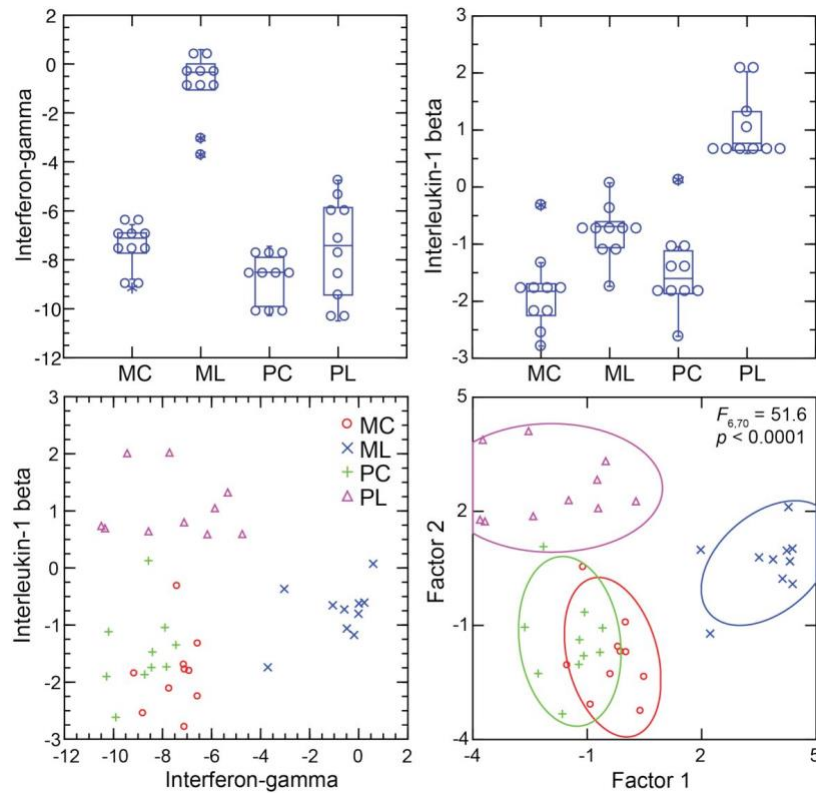 Interferon-gamma
2
0
-2
-4
-6
-8
-10
-12
MC ML PC PL
Interleukin-1 beta
3
2
1
0
-1
-2
-3
MC ML PC PL
Interleukin-1 beta
3
2
1
0
-1
-2
-3
MC
ML
PC
PL
-12 -10 -8 -6 -4 -2 0 2
Interferon-gamma
Factor 2
5
2
-1
-4
F6,70 = 51.6
p < 0.0001
-4 -1 2 5
Factor 1